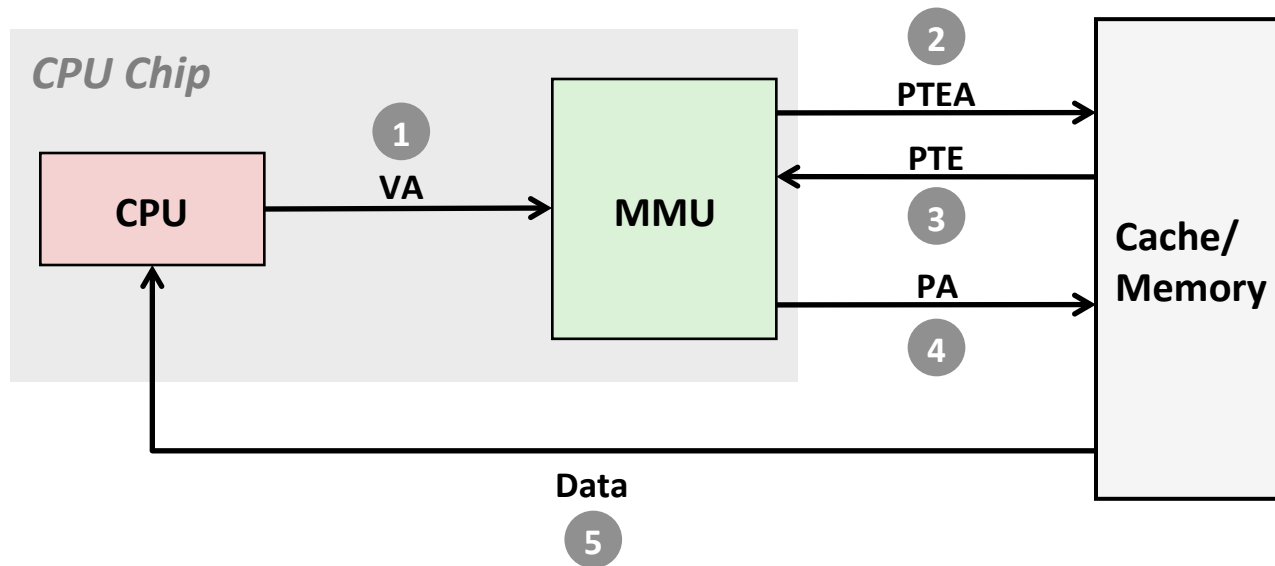 2
CPU Chip
PTEA
1
PTE
VA
CPU
MMU
3
Cache/
Memory
PA
4
Data
5